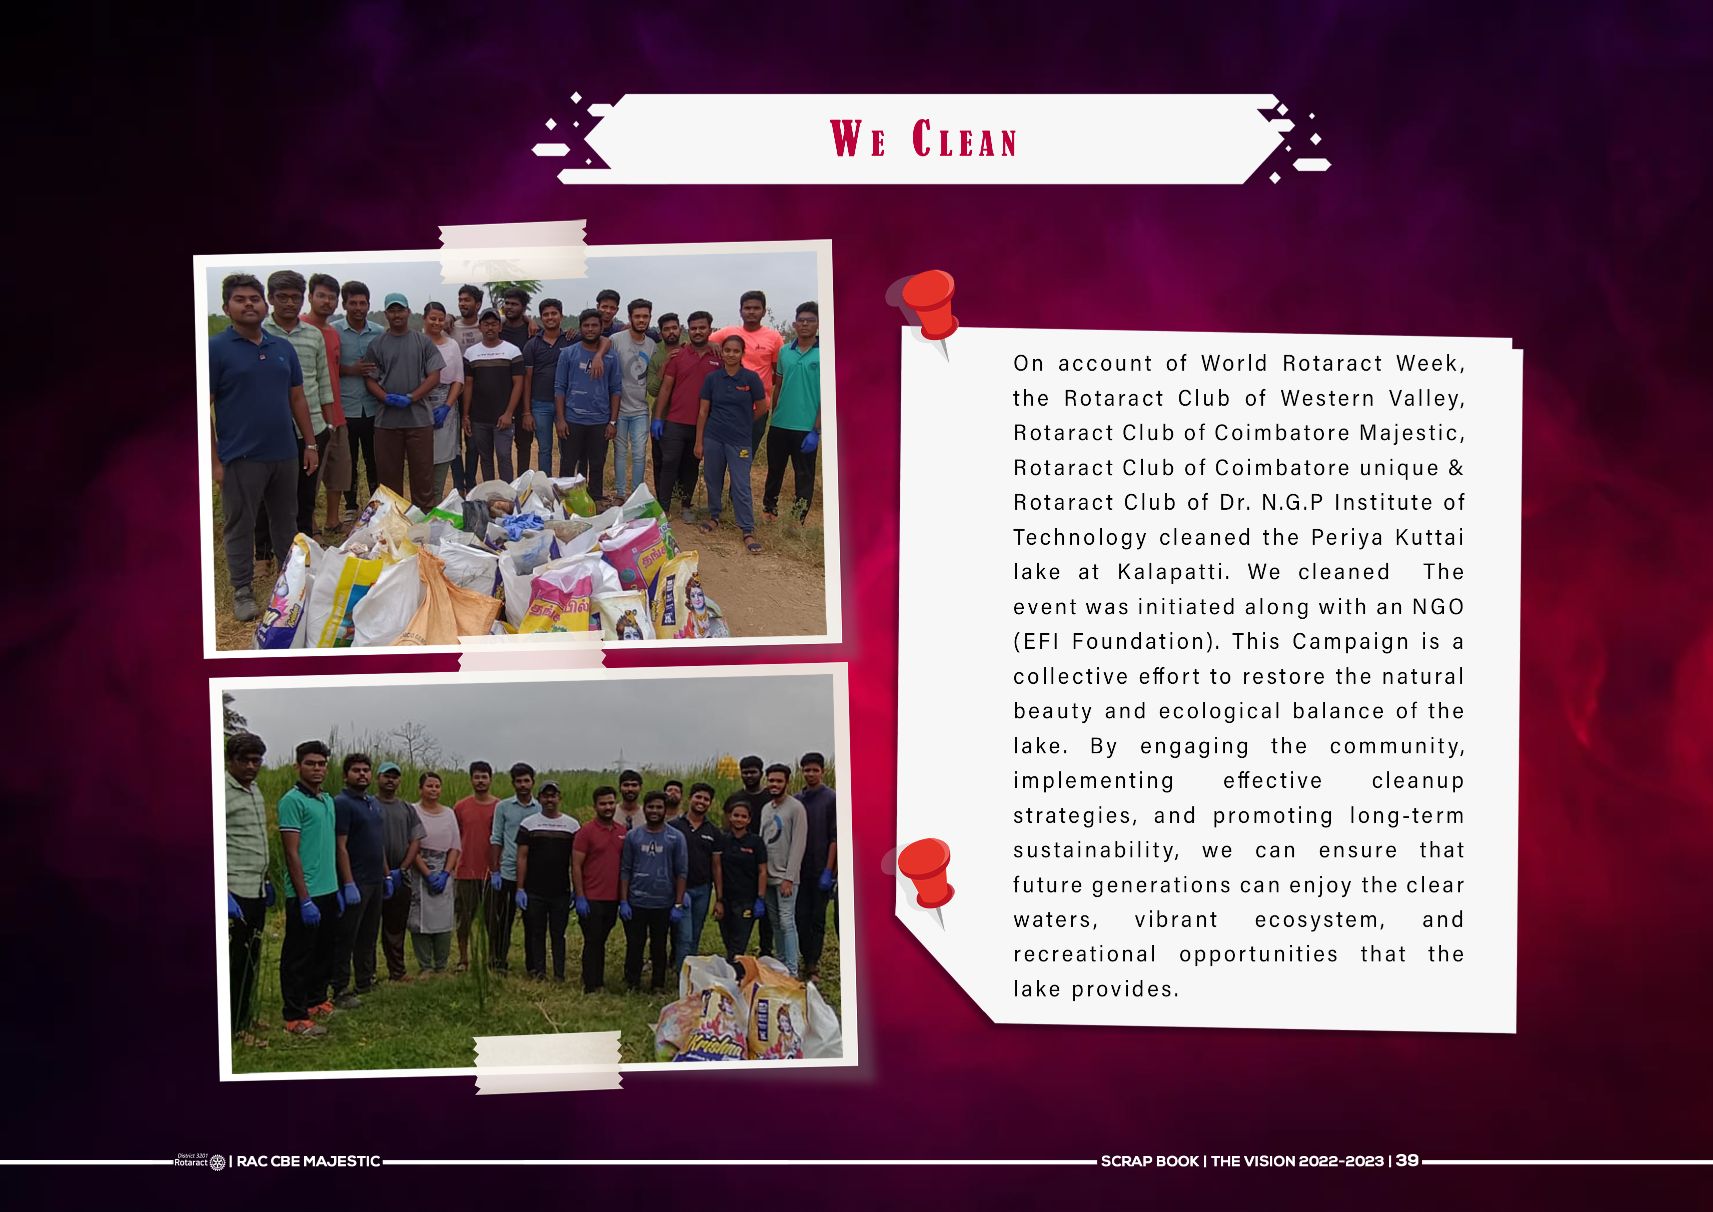 We Clean
On account of World Rotaract Week,
the Rotaract Club of Western Valley,
Rotaract Club of Coimbatore Majestic,
Rotaract Club of Coimbatore unique &
Rotaract Club of Dr. N.G.P Institute of
Technology cleaned the Periya Kuttai
lake at Kalapatti. We cleaned The
event was initiated along with an NGO
(EFI Foundation). This Campaign is a
collective effort to restore the natural
beauty and ecological balance of the
lake. By engaging the community,
implementing effective cleanup
strategies, and promoting long-term
sustainability, we can ensure that
future generations can enjoy the clear
waters, vibrant ecosystem, and
recreational opportunities that the
lake provides.
Krishna
District 3201
Rotaract | RAC CBE MAJESTIC
SCRAP BOOK | THE VISION 2022-2023 | 39